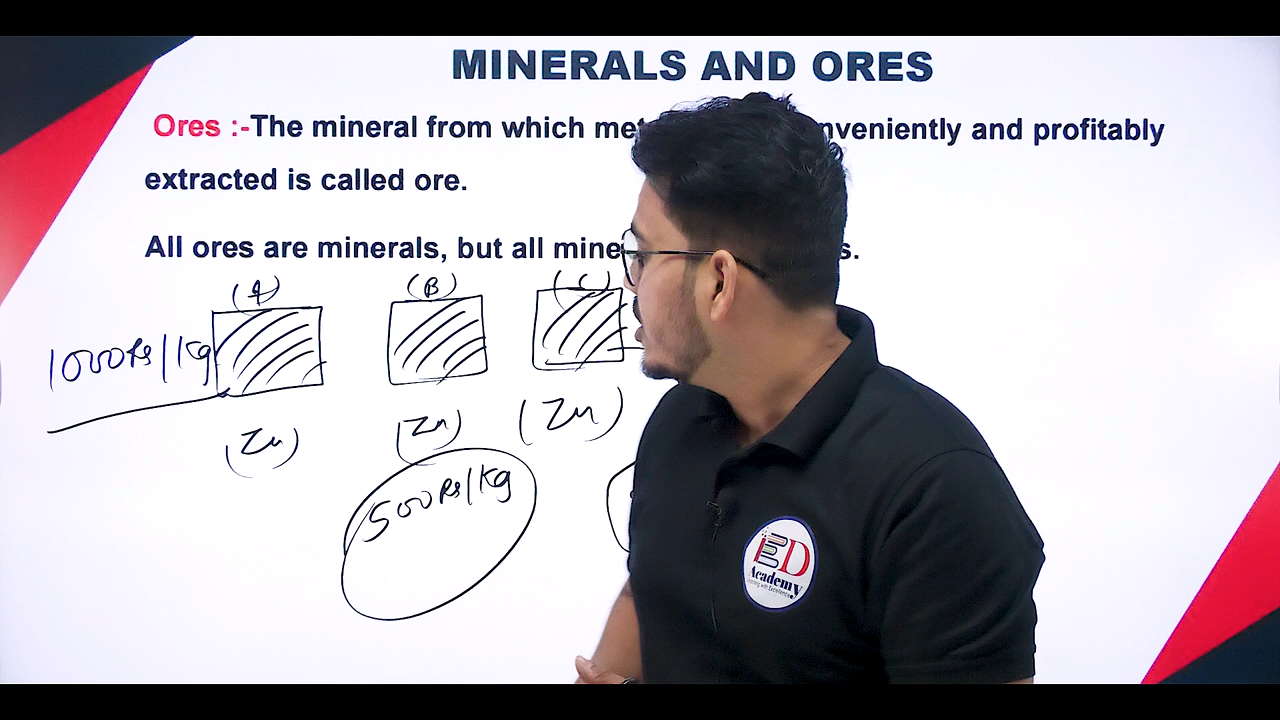 MINERALS AND ORES
Ores :-The mineral from which met nveniently and profitably
extracted is called ore.
All ores are minerals, but all mine s.
(A) (B) (C)
1000Rs/Kg
(Zn) (Zn) (Zn)
500Rs/Kg
ED
Academy